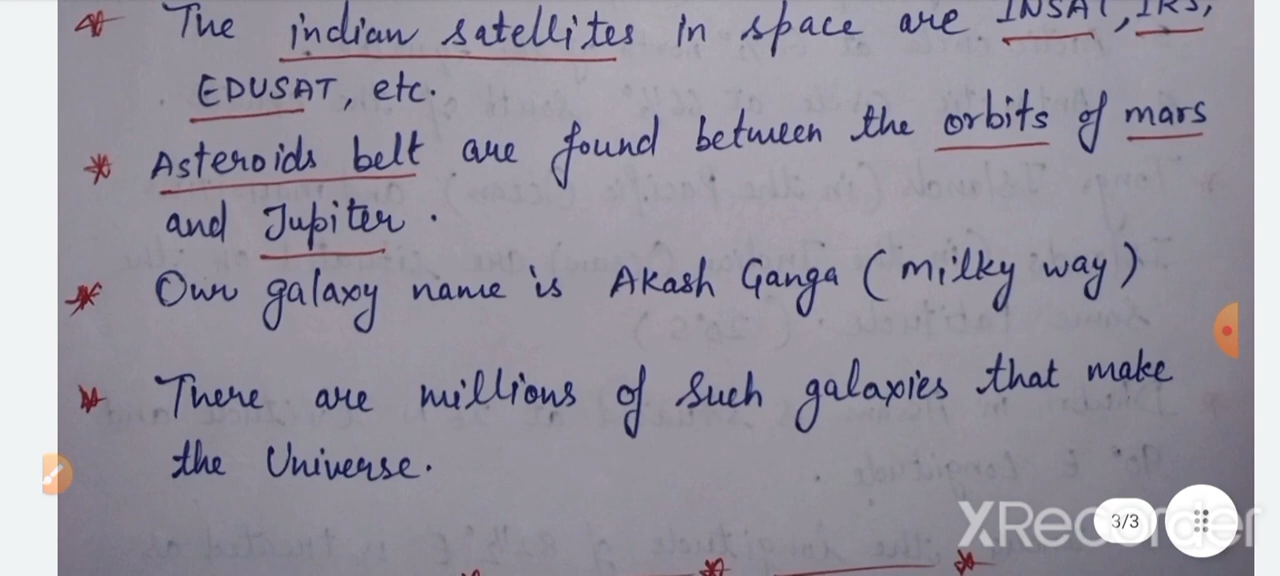 The indian satellites in space are INSAT, IRS,
EDUSAT, etc.
Asteroids belt are found between the orbits of mars
and Jupiter.
Our galaxy name is Akash Ganga (milky way)
There are millions of such galaxies that make
the Universe.
3/3
XRecorder